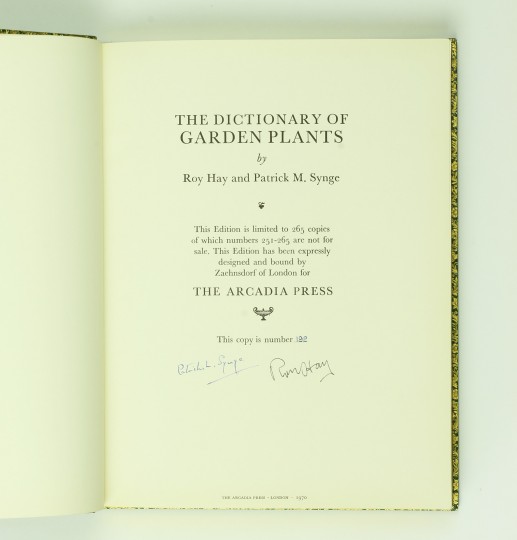 THE DICTIONARY OF
GARDEN PLANTS
by
Roy Hay and Patrick M. Synge
This Edition is limited to 265 copies
of which numbers 251-265 are not for
sale. This Edition has been expressly
designed and bound by
Zaehnsdorf of London for
THE ARCADIA PRESS
This copy is number
Patrick M. Synge
Roy Hay
THE ARCADIA PRESS · LONDON · 1970